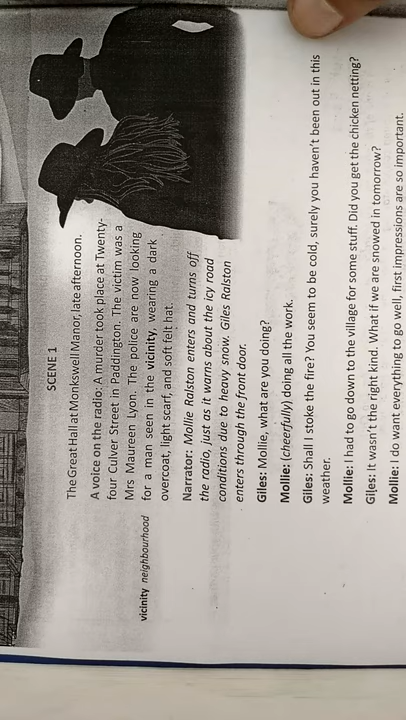 SCENE 1
The Great Hall at Monkswell Manor, late afternoon.
A voice on the radio: A murder took place at Twenty-
four Culver Street in Paddington. The victim was a
Mrs Maureen Lyon. The police are now looking
vicinity neighbourhood
for a man seen in the vicinity, wearing a dark
overcoat, light scarf, and soft felt hat.
Narrator: Mollie Ralston enters and turns off
the radio, just as it warns about the icy road
conditions due to heavy snow. Giles Ralston
enters through the front door.
Giles: Mollie, what are you doing?
Mollie: (cheerfully) doing all the work.
Giles: Shall I stoke the fire? You seem to be cold, surely you haven't been out in this
weather.
Mollie: I had to go down to the village for some stuff. Did you get the chicken netting?
Giles: It wasn't the right kind. What if we are snowed in tomorrow?
Mollie: I do want everything to go well, first impressions are so important.